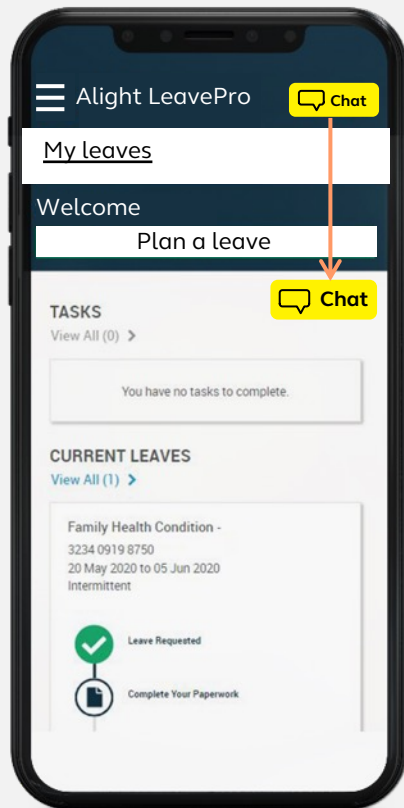 Alight LeavePro
Chat
My leaves
Welcome
Plan a leave
Chat
TASKS
View All (0) >
You have no tasks to complete.
CURRENT LEAVES
View All (1) >
Family Health Condition -
3234 0919 8750
20 May 2020 to 05 Jun 2020
Intermittent
Leave Requested
Complete Your Paperwork